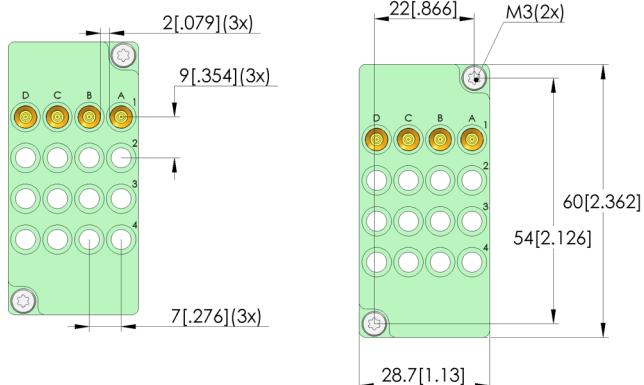 2[.079](3x)
9[.354](3x)
D C B A
1
2
3
4
7[.276](3x)
22[.866]
M3(2x)
D C B A
1
2
3
4
60[2.362]
54[2.126]
28.7[1.13]